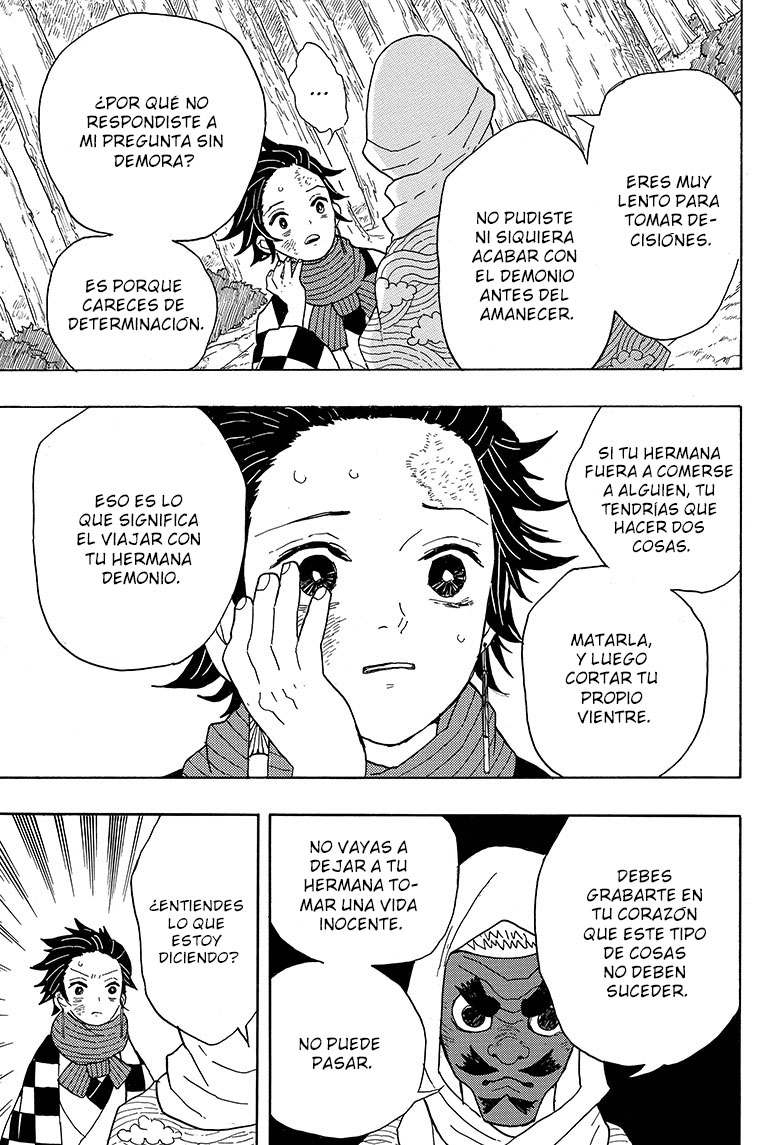 ...
ERES MUY
LENTO PARA
TOMAR DE-
CISIONES.
NO PUDISTE
NI SIQUIERA
ACABAR CON
EL DEMONIO
ANTES DEL
AMANECER.
¿POR QUÉ NO
RESPONDISTE A
MI PREGUNTA SIN
DEMORA?
ES PORQUE
CARECES DE
DETERMINACIÓN.
SI TU HERMANA
FUERA A COMERSE
A ALGUIEN, TU
TENDRÍAS QUE
HACER DOS
COSAS.
MATARLA,
Y LUEGO
CORTAR TU
PROPIO
VIENTRE.
ESO ES LO
QUE SIGNIFICA
EL VIAJAR CON
TU HERMANA
DEMONIO.
DEBES
GRABARTE EN
TU CORAZÓN
QUE ESTE TIPO
DE COSAS
NO DEBEN
SUCEDER.
NO VAYAS A
DEJAR A TU
HERMANA TO-
MAR UNA VIDA
INOCENTE.
NO PUEDE
PASAR.
¿ENTIENDES
LO QUE
ESTOY
DICIENDO?